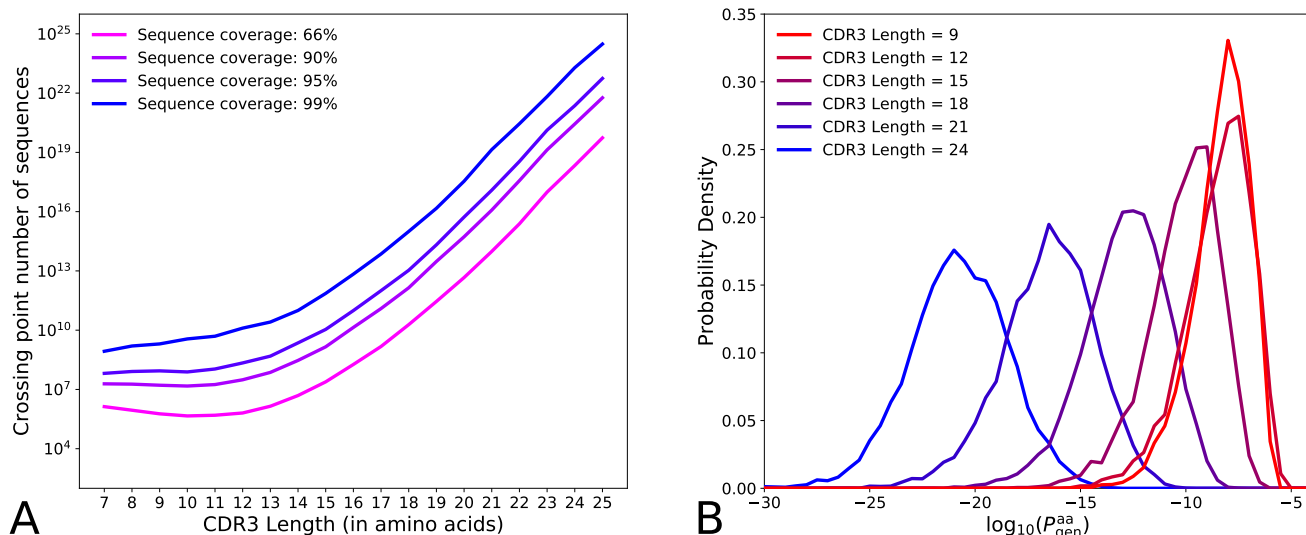 Crossing point number of sequences
10^25
10^22
10^19
10^16
10^13
10^10
10^7
10^4
Sequence coverage: 66%
Sequence coverage: 90%
Sequence coverage: 95%
Sequence coverage: 99%
7 8 9 10 11 12 13 14 15 16 17 18 19 20 21 22 23 24 25
CDR3 Length (in amino acids)
A
Probability Density
0.35
0.30
0.25
0.20
0.15
0.10
0.05
0.00
CDR3 Length = 9
CDR3 Length = 12
CDR3 Length = 15
CDR3 Length = 18
CDR3 Length = 21
CDR3 Length = 24
−30 −25 −20 −15 −10 −5
log10(P^aa_gen)
B